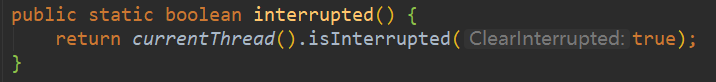 public static boolean interrupted() {
return currentThread().isInterrupted( ClearInterrupted: true);
}